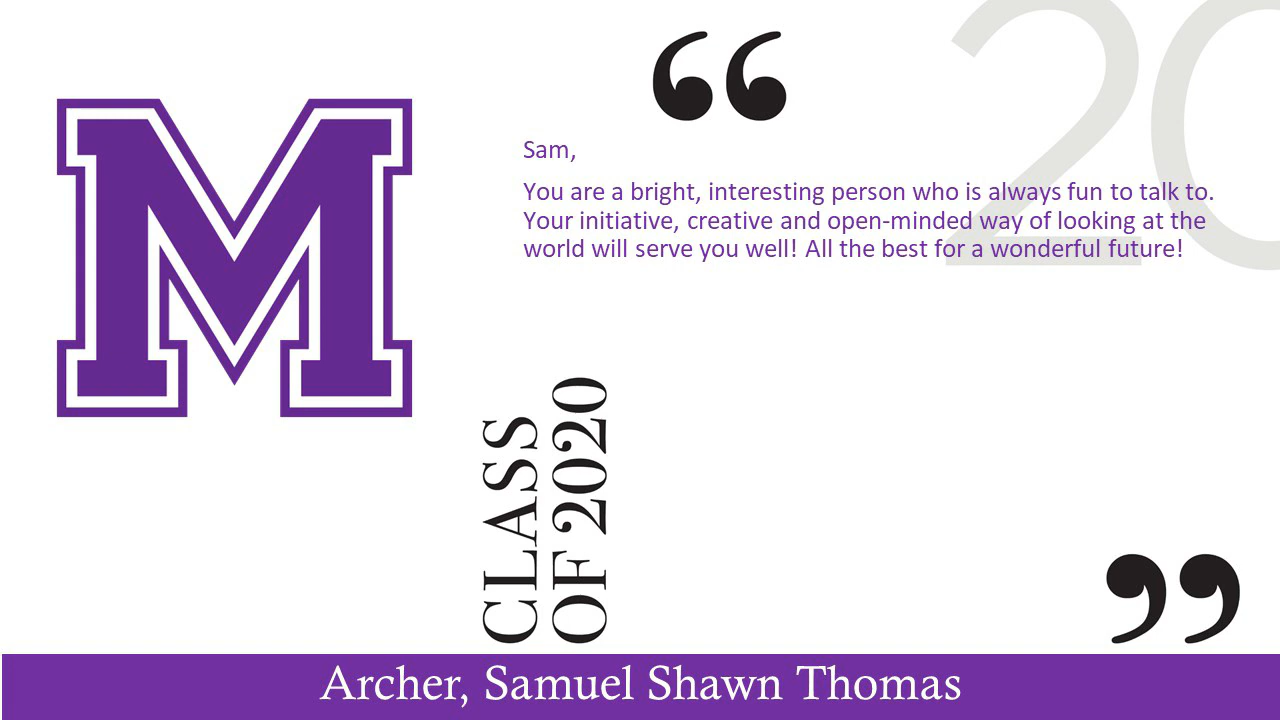 20
M
“
Sam,
You are a bright, interesting person who is always fun to talk to.
Your initiative, creative and open-minded way of looking at the
world will serve you well! All the best for a wonderful future!
CLASS
OF 2020
”
Archer, Samuel Shawn Thomas